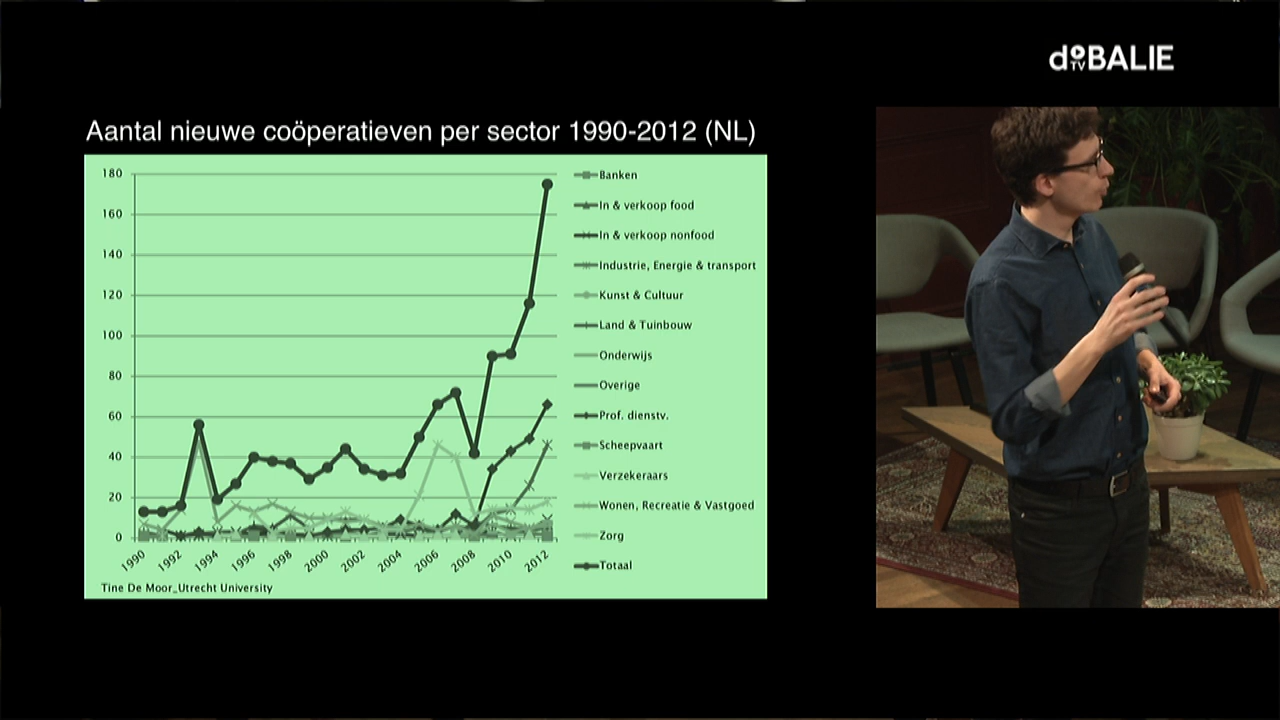 doBALIE
TV
Aantal nieuwe coöperatieven per sector 1990-2012 (NL)
180
160
140
120
100
80
60
40
20
0
1990
1992
1994
1996
1998
2000
2002
2004
2006
2008
2010
2012
Banken
In & verkoop food
In & verkoop nonfood
Industrie, Energie & transport
Kunst & Cultuur
Land & Tuinbouw
Onderwijs
Overige
Prof. dienstv.
Scheepvaart
Verzekeraars
Wonen, Recreatie & Vastgoed
Zorg
Totaal
Tine De Moor_Utrecht University